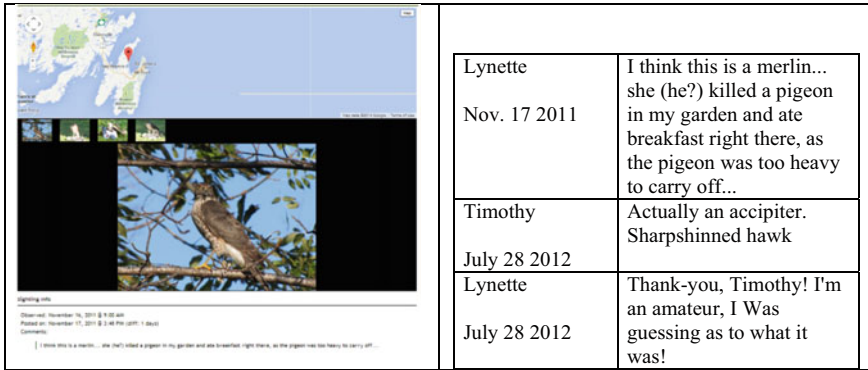 sighting info
Observed: November 16, 2011 @ 9:00 AM
Posted on: November 17, 2011 @ 3:48 PM (diff: 1 days)
Comments:
I think this is a merlin... she (he?) killed a pigeon in my garden and ate breakfast right there, as the pigeon was too heavy to carry off...
Lynette
Nov. 17 2011
I think this is a merlin...
she (he?) killed a pigeon
in my garden and ate
breakfast right there, as
the pigeon was too heavy
to carry off...
Timothy
July 28 2012
Actually an accipiter.
Sharpshinned hawk
Lynette
July 28 2012
Thank-you, Timothy! I'm
an amateur, I Was
guessing as to what it
was!